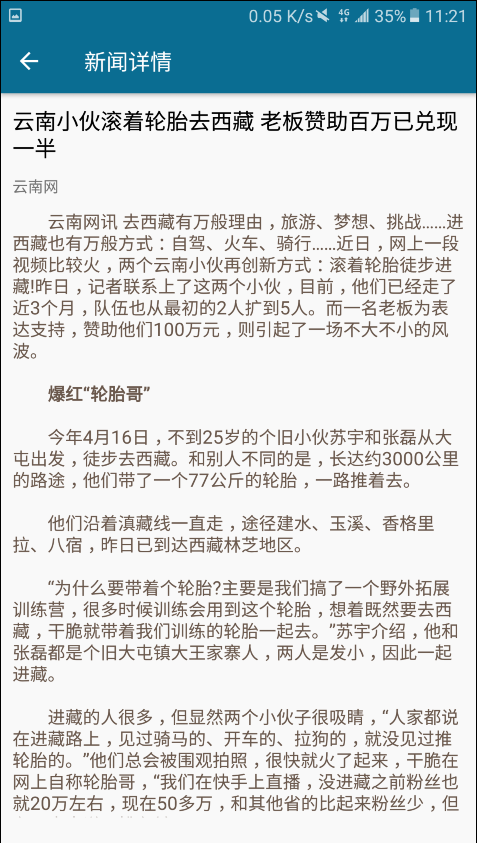 0.05 K/s 4G 35% 11:21
新闻详情
云南小伙滚着轮胎去西藏 老板赞助百万已兑现
一半
云南网
云南网讯 去西藏有万般理由，旅游、梦想、挑战......进
西藏也有万般方式：自驾、火车、骑行......近日，网上一段
视频比较火，两个云南小伙再创新方式：滚着轮胎徒步进
藏!昨日，记者联系上了这两个小伙，目前，他们已经走了
近3个月，队伍也从最初的2人扩到5人。而一名老板为表
达支持，赞助他们100万元，则引起了一场不大不小的风
波。
爆红“轮胎哥”
今年4月16日，不到25岁的个旧小伙苏宇和张磊从大
屯出发，徒步去西藏。和别人不同的是，长达约3000公里
的路途，他们带了一个77公斤的轮胎，一路推着去。
他们沿着滇藏线一直走，途径建水、玉溪、香格里
拉、八宿，昨日已到达西藏林芝地区。
“为什么要带着个轮胎?主要是我们搞了一个野外拓展
训练营，很多时候训练会用到这个轮胎，想着既然要去西
藏，干脆就带着我们训练的轮胎一起去。”苏宇介绍，他和
张磊都是个旧大屯镇大王家寨人，两人是发小，因此一起
进藏。
进藏的人很多，但显然两个小伙子很吸睛，“人家都说
在进藏路上，见过骑马的、开车的、拉狗的，就没见过推
轮胎的。”他们总会被围观拍照，很快就火了起来，干脆在
网上自称轮胎哥，“我们在快手上直播，没进藏之前粉丝也
就20万左右，现在50多万，和其他省的比起来粉丝少，但